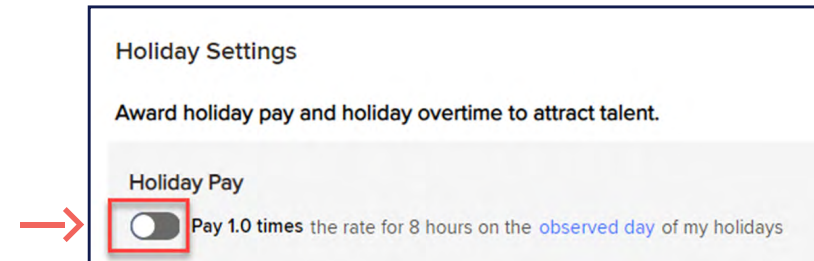 Holiday Settings
Award holiday pay and holiday overtime to attract talent.
Holiday Pay
Pay 1.0 times the rate for 8 hours on the observed day of my holidays